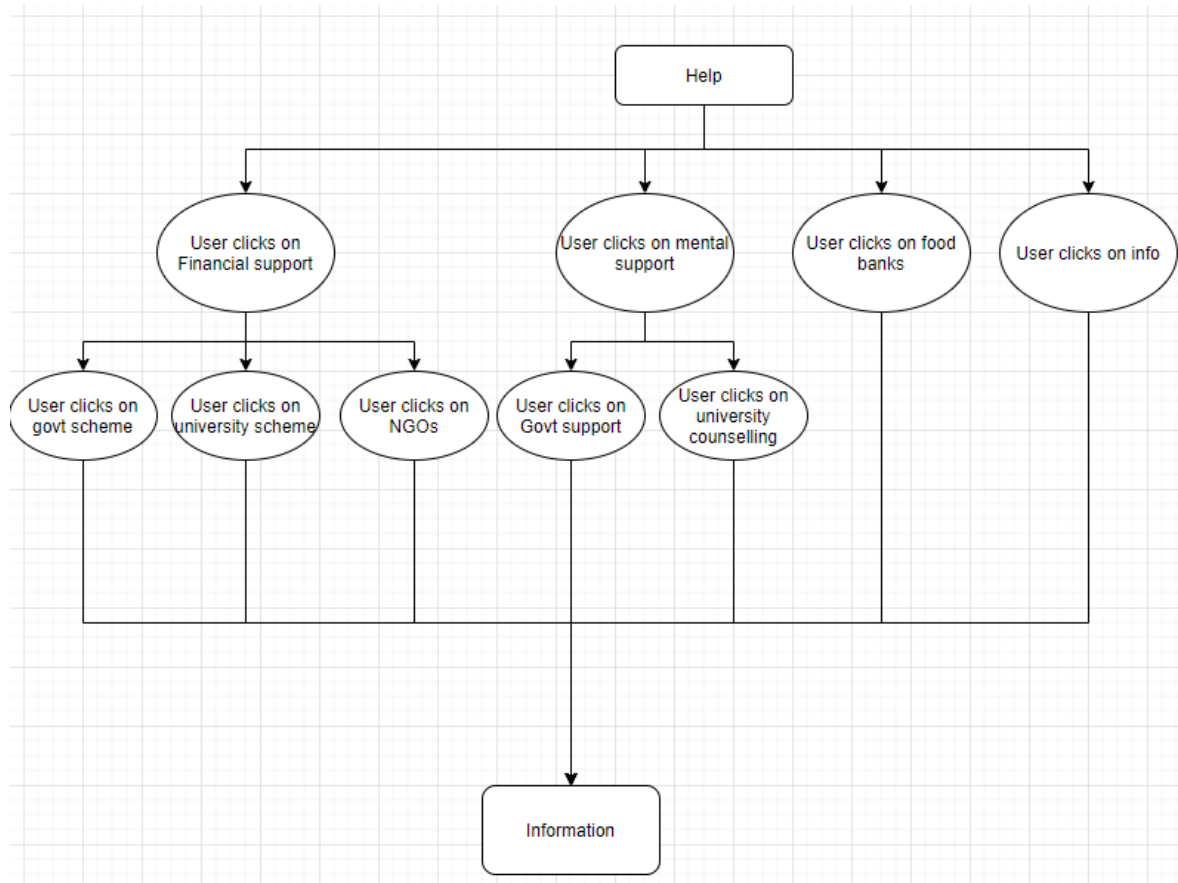 Help
User clicks on
Financial support
User clicks on mental
support
User clicks on food
banks
User clicks on info
User clicks on
govt scheme
User clicks on
university scheme
User clicks on
NGOs
User clicks on
Govt support
User clicks on
university
counselling
Information